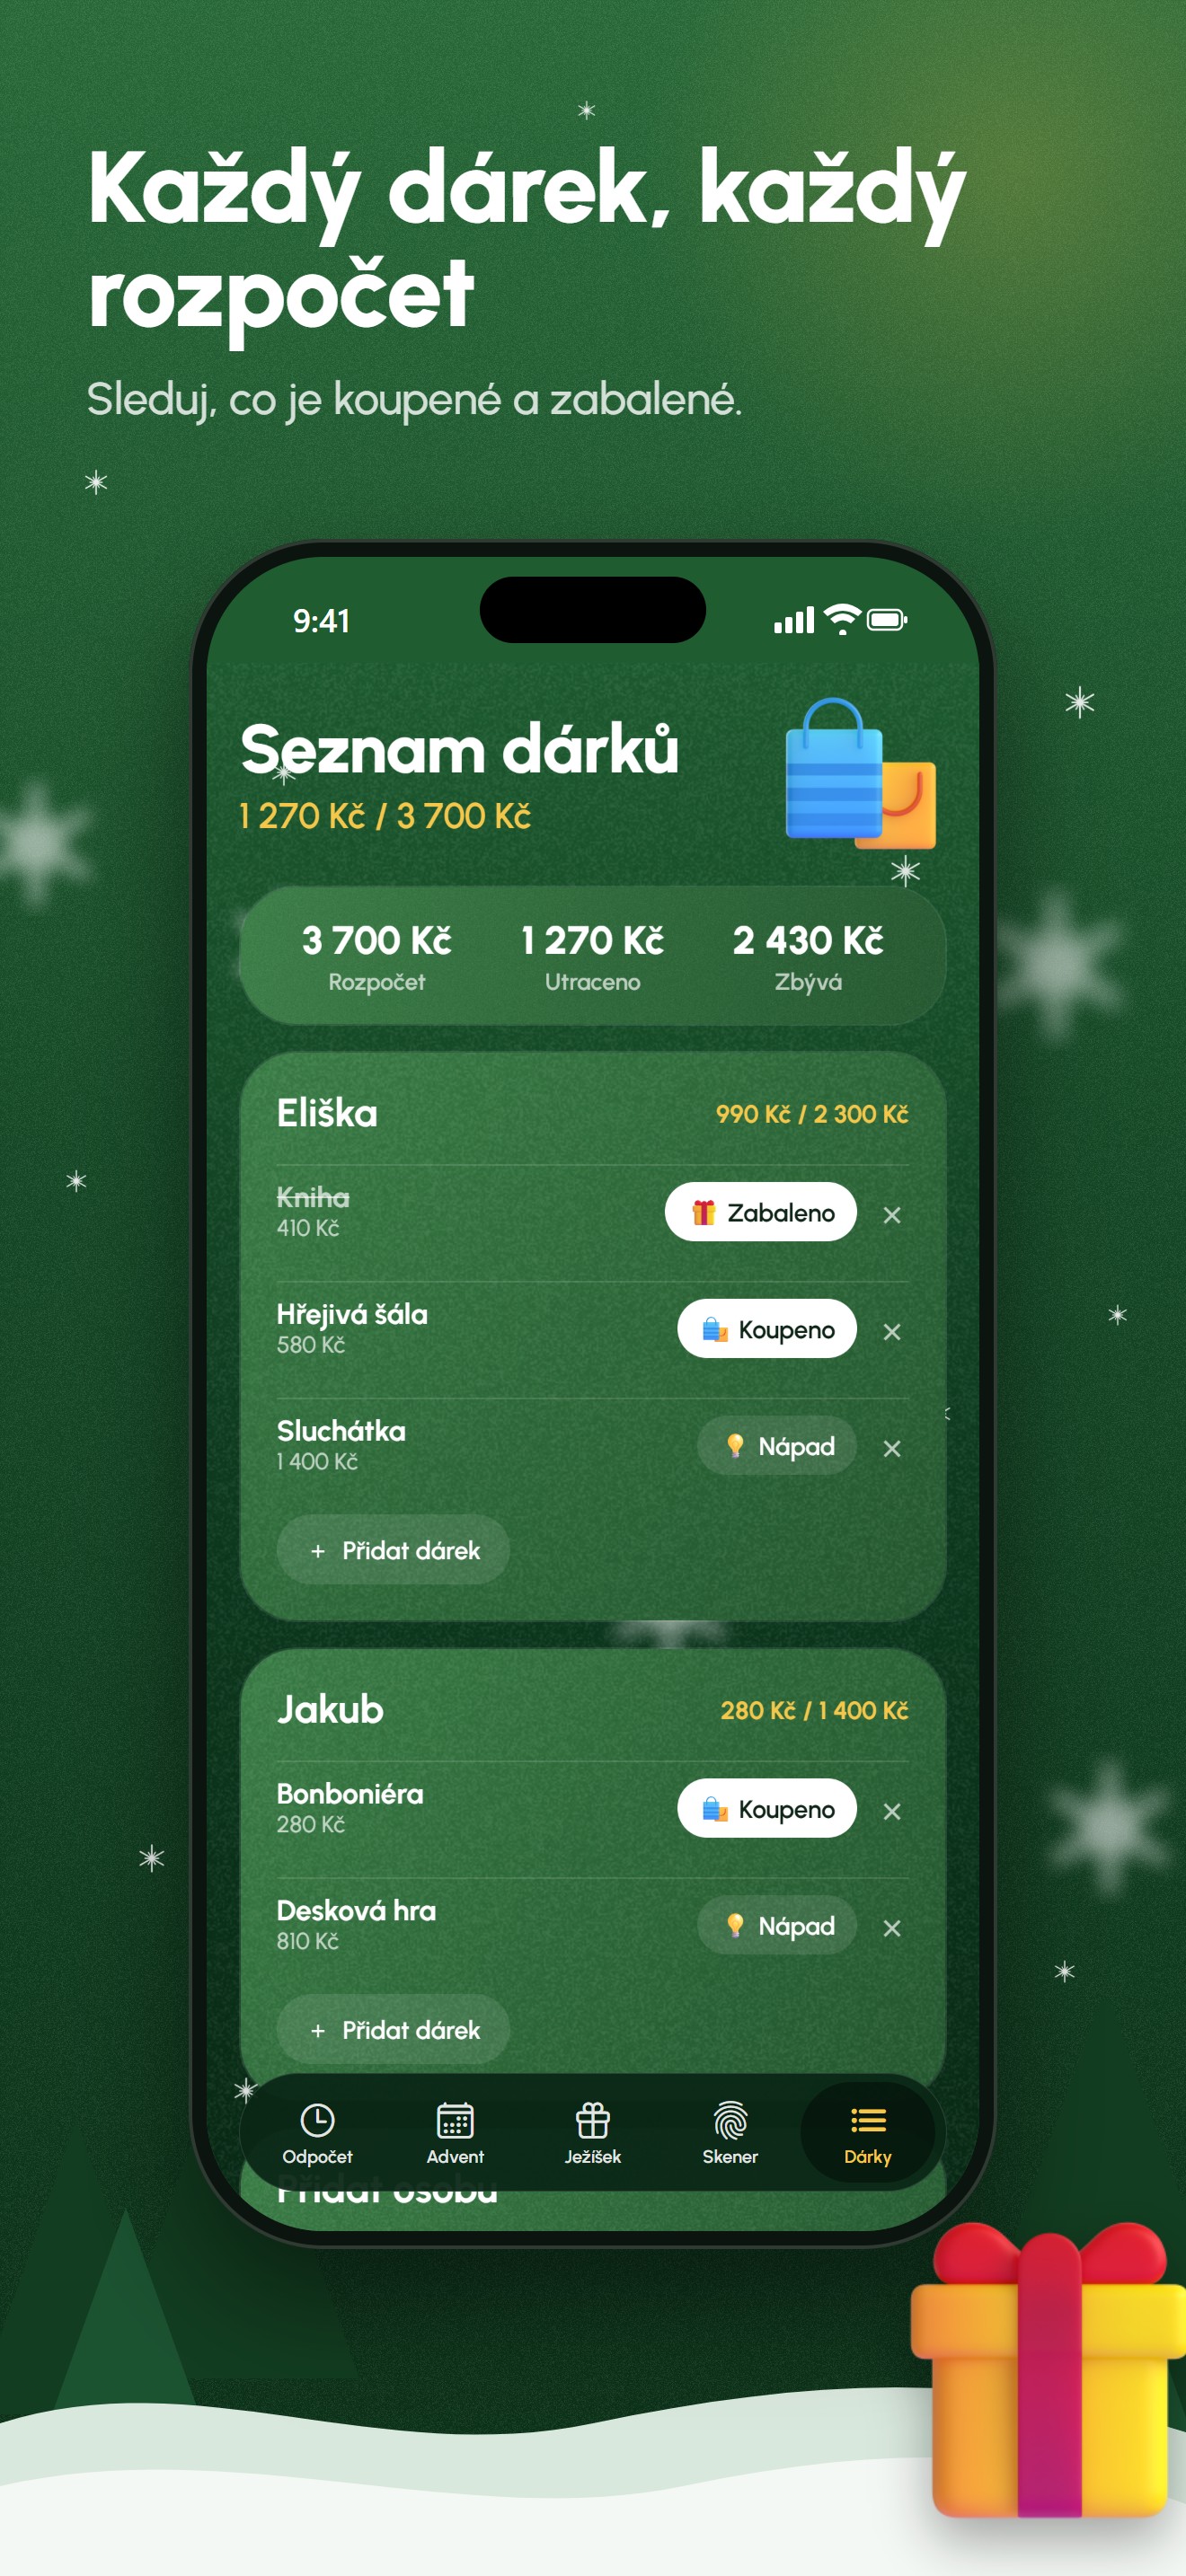 Každý dárek, každý
rozpočet
Sleduj, co je koupené a zabalené.
9:41
Seznam dárků
1 270 Kč / 3 700 Kč
3 700 Kč 1 270 Kč 2 430 Kč
Rozpočet Utraceno Zbývá
Eliška 990 Kč / 2 300 Kč
Kniha Zabaleno ×
410 Kč
Hřejivá šála Koupeno ×
580 Kč
Sluchátka Nápad ×
1 400 Kč
+ Přidat dárek
Jakub 280 Kč / 1 400 Kč
Bonboniéra Koupeno ×
280 Kč
Desková hra Nápad ×
810 Kč
+ Přidat dárek
Odpočet Advent Ježíšek Skener Dárky
Přidat osobu